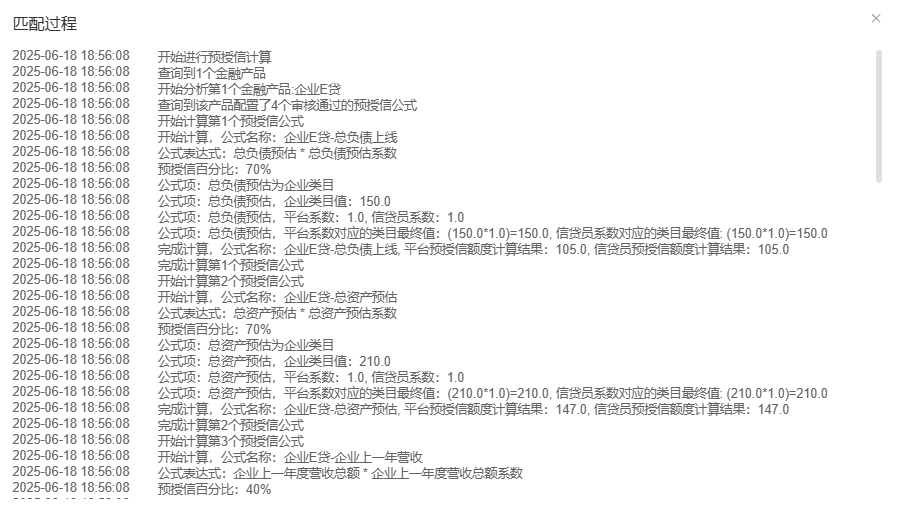 匹配过程
×
2025-06-18 18:56:08 开始进行预授信计算
2025-06-18 18:56:08 查询到1个金融产品
2025-06-18 18:56:08 开始分析第1个金融产品:企业E贷
2025-06-18 18:56:08 查询到该产品配置了4个审核通过的预授信公式
2025-06-18 18:56:08 开始计算第1个预授信公式
2025-06-18 18:56:08 开始计算，公式名称：企业E贷-总负债上线
2025-06-18 18:56:08 公式表达式：总负债预估 * 总负债预估系数
2025-06-18 18:56:08 预授信百分比：70%
2025-06-18 18:56:08 公式项：总负债预估为企业类目
2025-06-18 18:56:08 公式项：总负债预估，企业类目值：150.0
2025-06-18 18:56:08 公式项：总负债预估，平台系数：1.0, 信贷员系数：1.0
2025-06-18 18:56:08 公式项：总负债预估，平台系数对应的类目最终值：(150.0*1.0)=150.0, 信贷员系数对应的类目最终值: (150.0*1.0)=150.0
2025-06-18 18:56:08 完成计算，公式名称：企业E贷-总负债上线, 平台预授信额度计算结果：105.0, 信贷员预授信额度计算结果：105.0
2025-06-18 18:56:08 完成计算第1个预授信公式
2025-06-18 18:56:08 开始计算第2个预授信公式
2025-06-18 18:56:08 开始计算，公式名称：企业E贷-总资产预估
2025-06-18 18:56:08 公式表达式：总资产预估 * 总资产预估系数
2025-06-18 18:56:08 预授信百分比：70%
2025-06-18 18:56:08 公式项：总资产预估为企业类目
2025-06-18 18:56:08 公式项：总资产预估，企业类目值：210.0
2025-06-18 18:56:08 公式项：总资产预估，平台系数：1.0, 信贷员系数：1.0
2025-06-18 18:56:08 公式项：总资产预估，平台系数对应的类目最终值：(210.0*1.0)=210.0, 信贷员系数对应的类目最终值: (210.0*1.0)=210.0
2025-06-18 18:56:08 完成计算，公式名称：企业E贷-总资产预估, 平台预授信额度计算结果：147.0, 信贷员预授信额度计算结果：147.0
2025-06-18 18:56:08 完成计算第2个预授信公式
2025-06-18 18:56:08 开始计算第3个预授信公式
2025-06-18 18:56:08 开始计算，公式名称：企业E贷-企业上一年营收
2025-06-18 18:56:08 公式表达式：企业上一年度营收总额 * 企业上一年度营收总额系数
2025-06-18 18:56:08 预授信百分比：40%